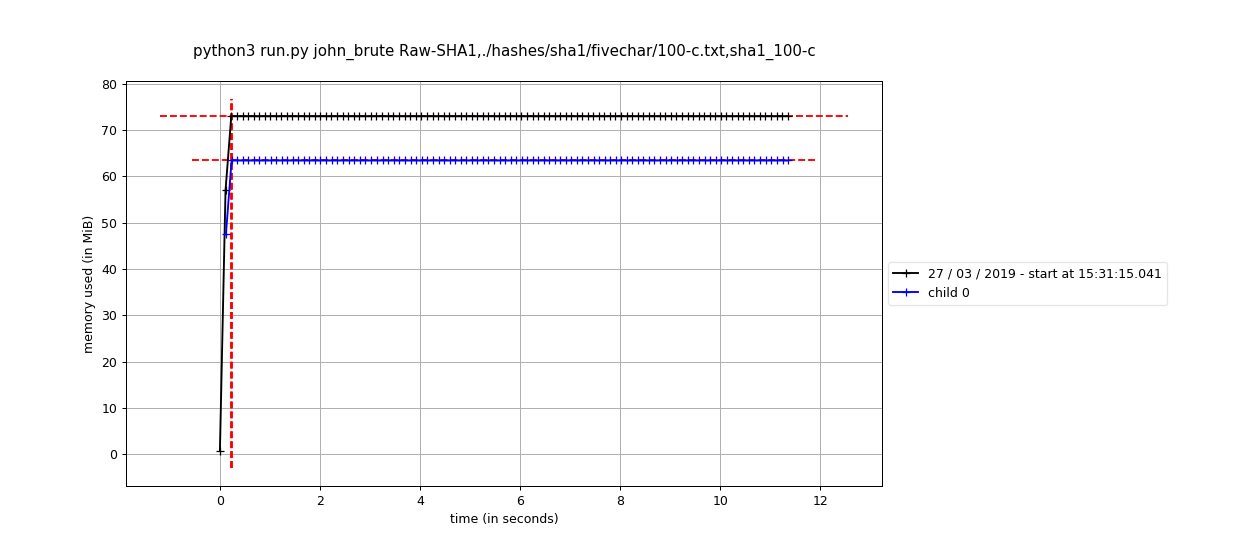 python3 run.py john_brute Raw-SHA1,./hashes/sha1/fivechar/100-c.txt,sha1_100-c
80
70
60
50
40
30
20
10
0
memory used (in MiB)
0 2 4 6 8 10 12
time (in seconds)
27 / 03 / 2019 - start at 15:31:15.041
child 0